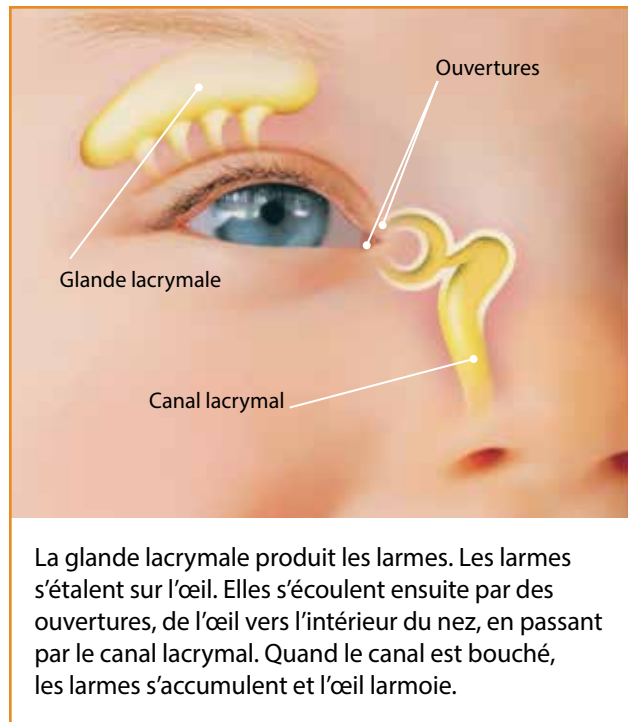 Ouvertures
Glande lacrymale
Canal lacrymal
La glande lacrymale produit les larmes. Les larmes
s’étalent sur l’œil. Elles s’écoulent ensuite par des
ouvertures, de l’œil vers l’intérieur du nez, en passant
par le canal lacrymal. Quand le canal est bouché,
les larmes s’accumulent et l’œil larmoie.